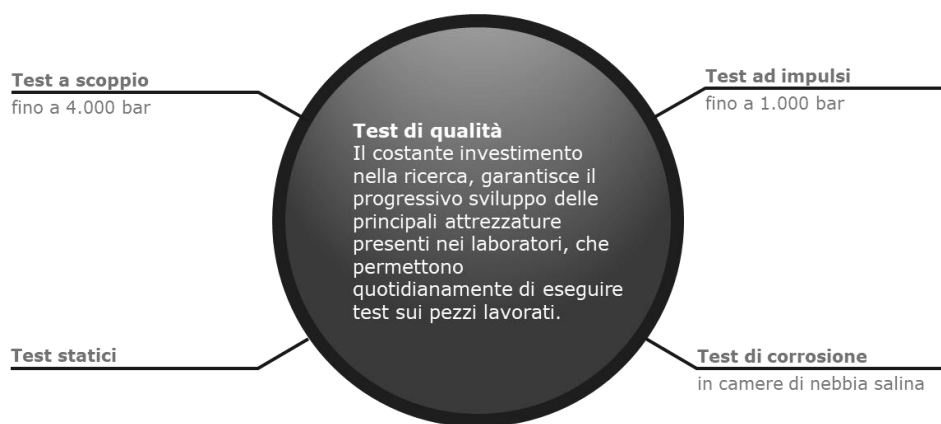 Test a scoppio
fino a 4.000 bar
Test ad impulsi
fino a 1.000 bar
Test di qualità
Il costante investimento
nella ricerca, garantisce il
progressivo sviluppo delle
principali attrezzature
presenti nei laboratori, che
permettono
quotidianamente di eseguire
test sui pezzi lavorati.
Test statici
Test di corrosione
in camere di nebbia salina